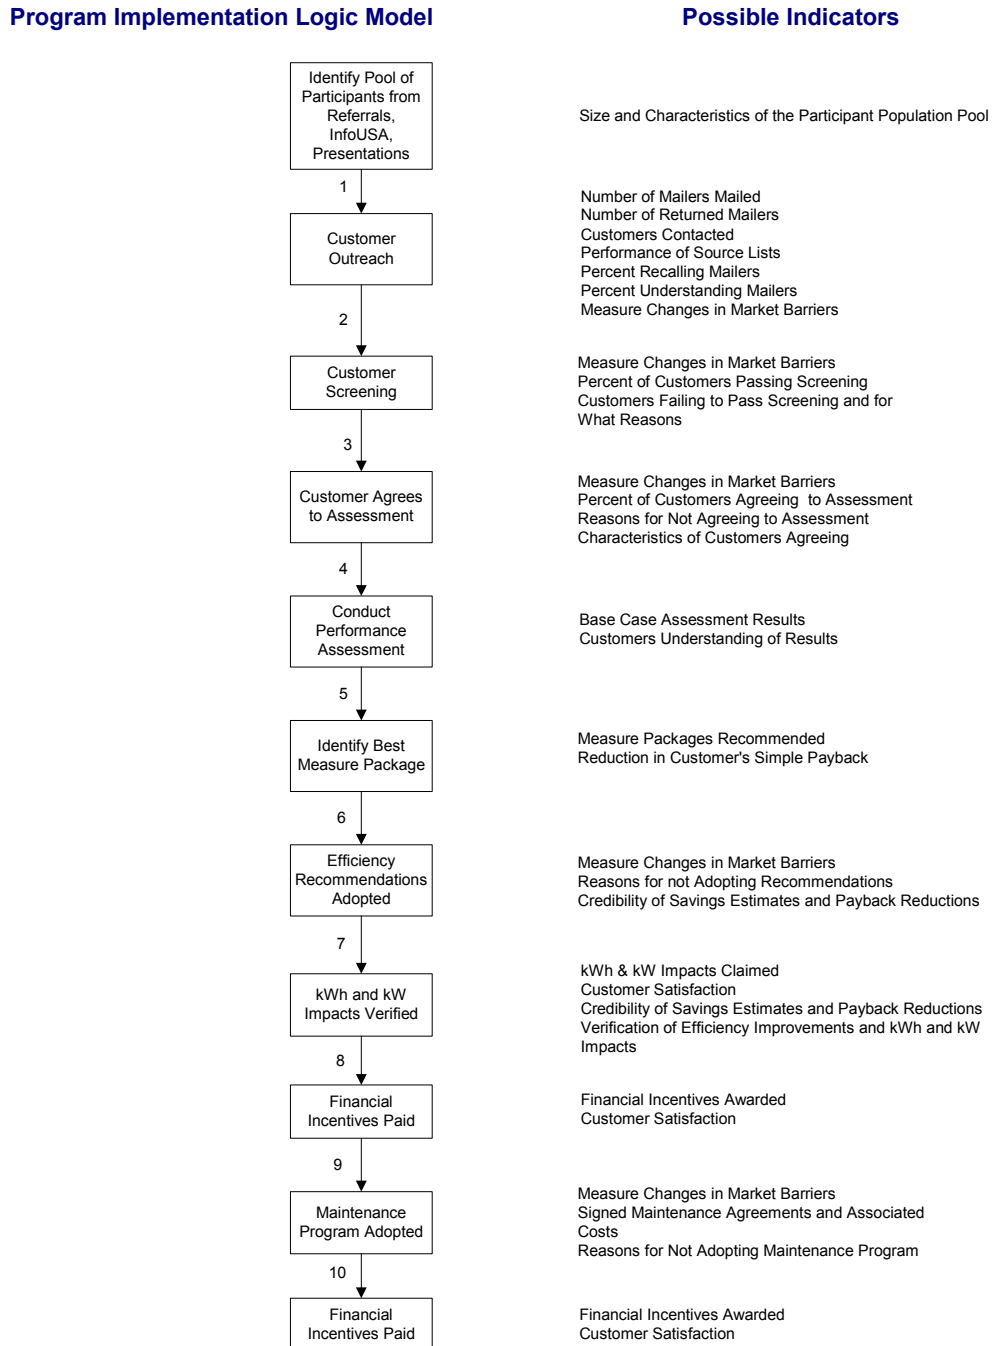 Program Implementation Logic Model
Possible Indicators
Identify Pool of
Participants from
Referrals,
InfoUSA,
Presentations
Size and Characteristics of the Participant Population Pool
1
Customer
Outreach
Number of Mailers Mailed
Number of Returned Mailers
Customers Contacted
Performance of Source Lists
Percent Recalling Mailers
Percent Understanding Mailers
Measure Changes in Market Barriers
2
Customer
Screening
Measure Changes in Market Barriers
Percent of Customers Passing Screening
Customers Failing to Pass Screening and for
What Reasons
3
Customer Agrees
to Assessment
Measure Changes in Market Barriers
Percent of Customers Agreeing to Assessment
Reasons for Not Agreeing to Assessment
Characteristics of Customers Agreeing
4
Conduct
Performance
Assessment
Base Case Assessment Results
Customers Understanding of Results
5
Identify Best
Measure Package
Measure Packages Recommended
Reduction in Customer's Simple Payback
6
Efficiency
Recommendations
Adopted
Measure Changes in Market Barriers
Reasons for not Adopting Recommendations
Credibility of Savings Estimates and Payback Reductions
7
kWh and kW
Impacts Verified
kWh & kW Impacts Claimed
Customer Satisfaction
Credibility of Savings Estimates and Payback Reductions
Verification of Efficiency Improvements and kWh and kW
Impacts
8
Financial
Incentives Paid
Financial Incentives Awarded
Customer Satisfaction
9
Maintenance
Program Adopted
Measure Changes in Market Barriers
Signed Maintenance Agreements and Associated
Costs
Reasons for Not Adopting Maintenance Program
10
Financial
Incentives Paid
Financial Incentives Awarded
Customer Satisfaction